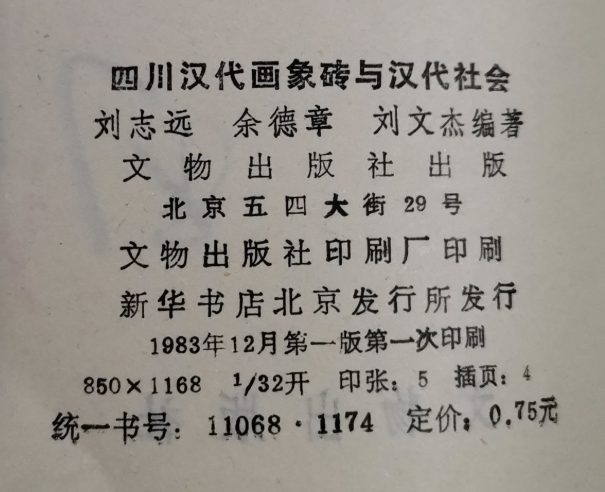 四川汉代画象砖与汉代社会
刘志远 余德章 刘文杰编著
文物出版社出版
北京五四大街29号
文物出版社印刷厂印刷
新华书店北京发行所发行
1983年12月第一版第一次印刷
850×1168 1/32开 印张：5 插页：4
统一书号：11068·1174 定价：0.75元